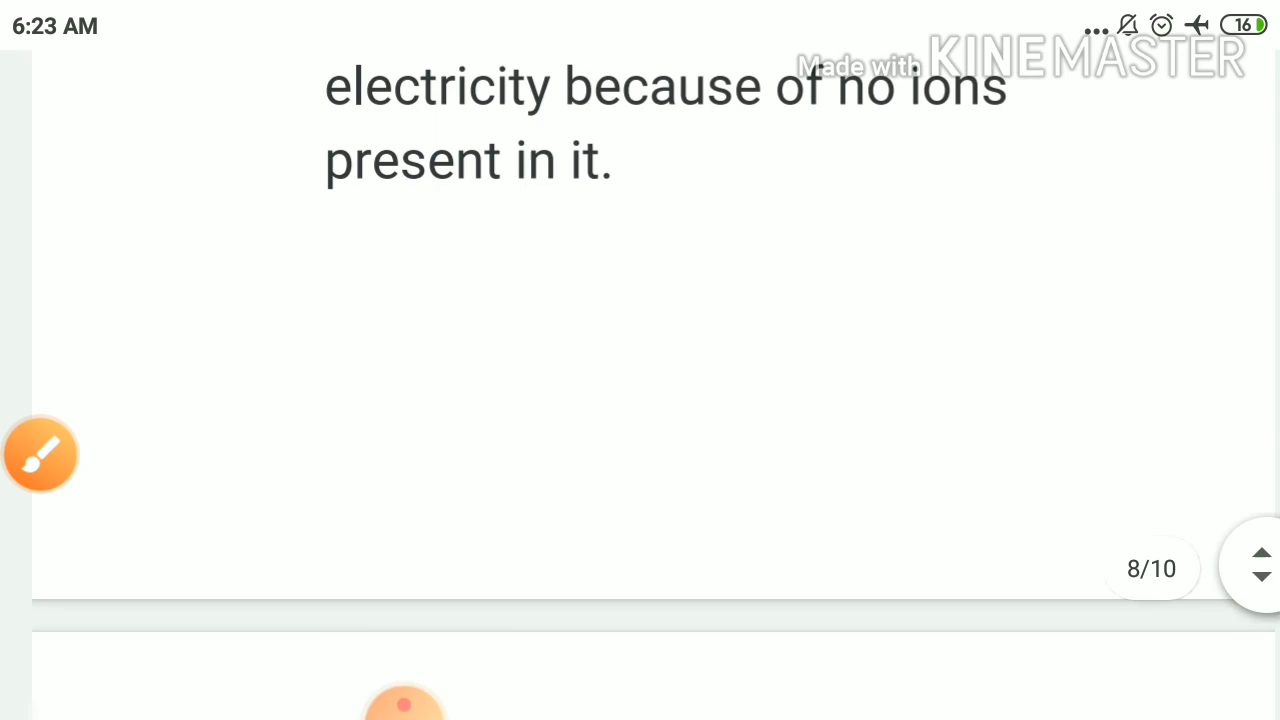 6:23 AM
16
Made with KINEMASTER
electricity because of no ions
present in it.
8/10